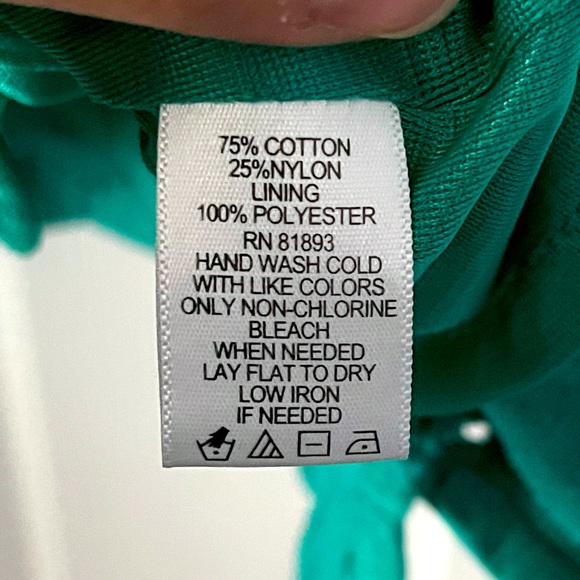 75% COTTON
25%NYLON
LINING
100% POLYESTER
RN 81893
HAND WASH COLD
WITH LIKE COLORS
ONLY NON-CHLORINE
BLEACH
WHEN NEEDED
LAY FLAT TO DRY
LOW IRON
IF NEEDED